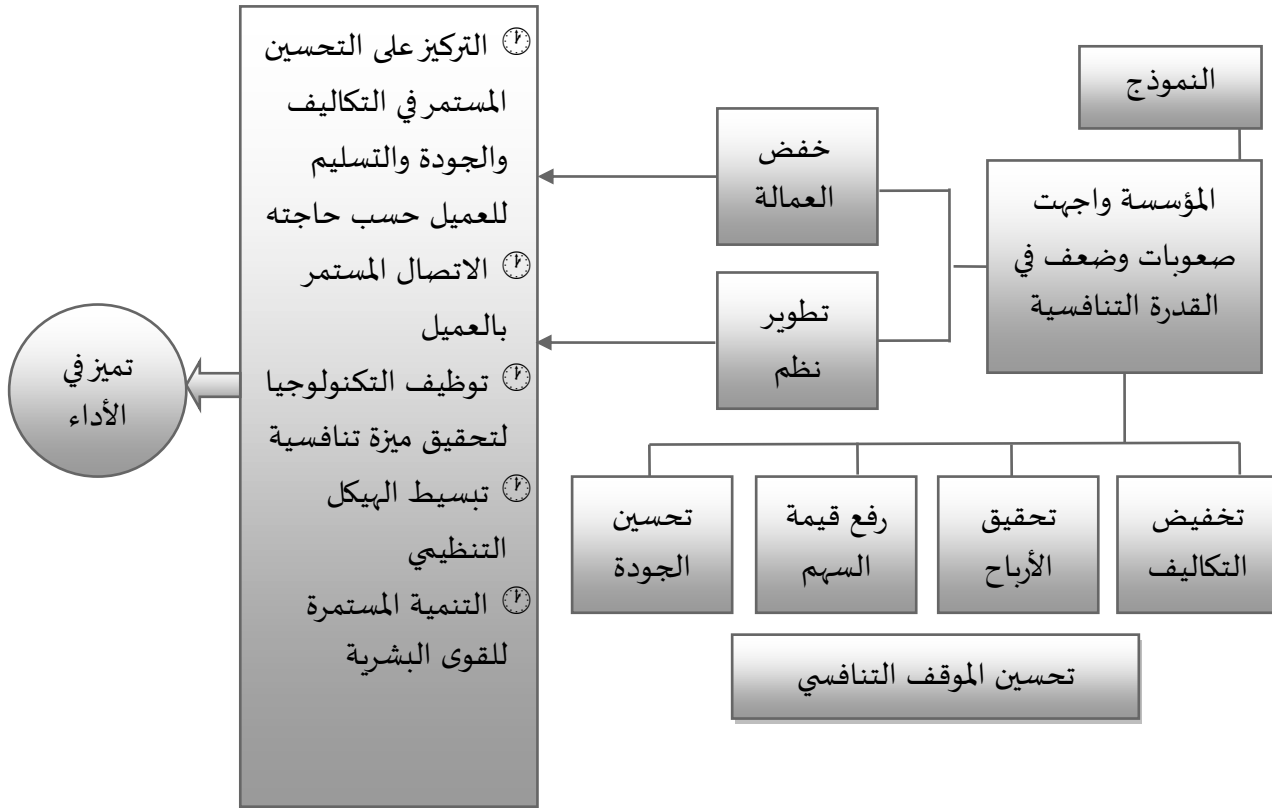 النموذج
المؤسسة واجهت
صعوبات وضعف في
القدرة التنافسية
خفض
العمالة
تطوير
نظم
تخفيض
التكاليف
تحقيق
الأرباح
رفع قيمة
السهم
تحسين
الجودة
تحسين الموقف التنافسي
التركيز على التحسين
المستمر في التكاليف
والجودة والتسليم
للعميل حسب حاجته
الاتصال المستمر
بالعميل
توظيف التكنولوجيا
لتحقيق ميزة تنافسية
تبسيط الهيكل
التنظيمي
التنمية المستمرة
للقوى البشرية
تميز في
الأداء